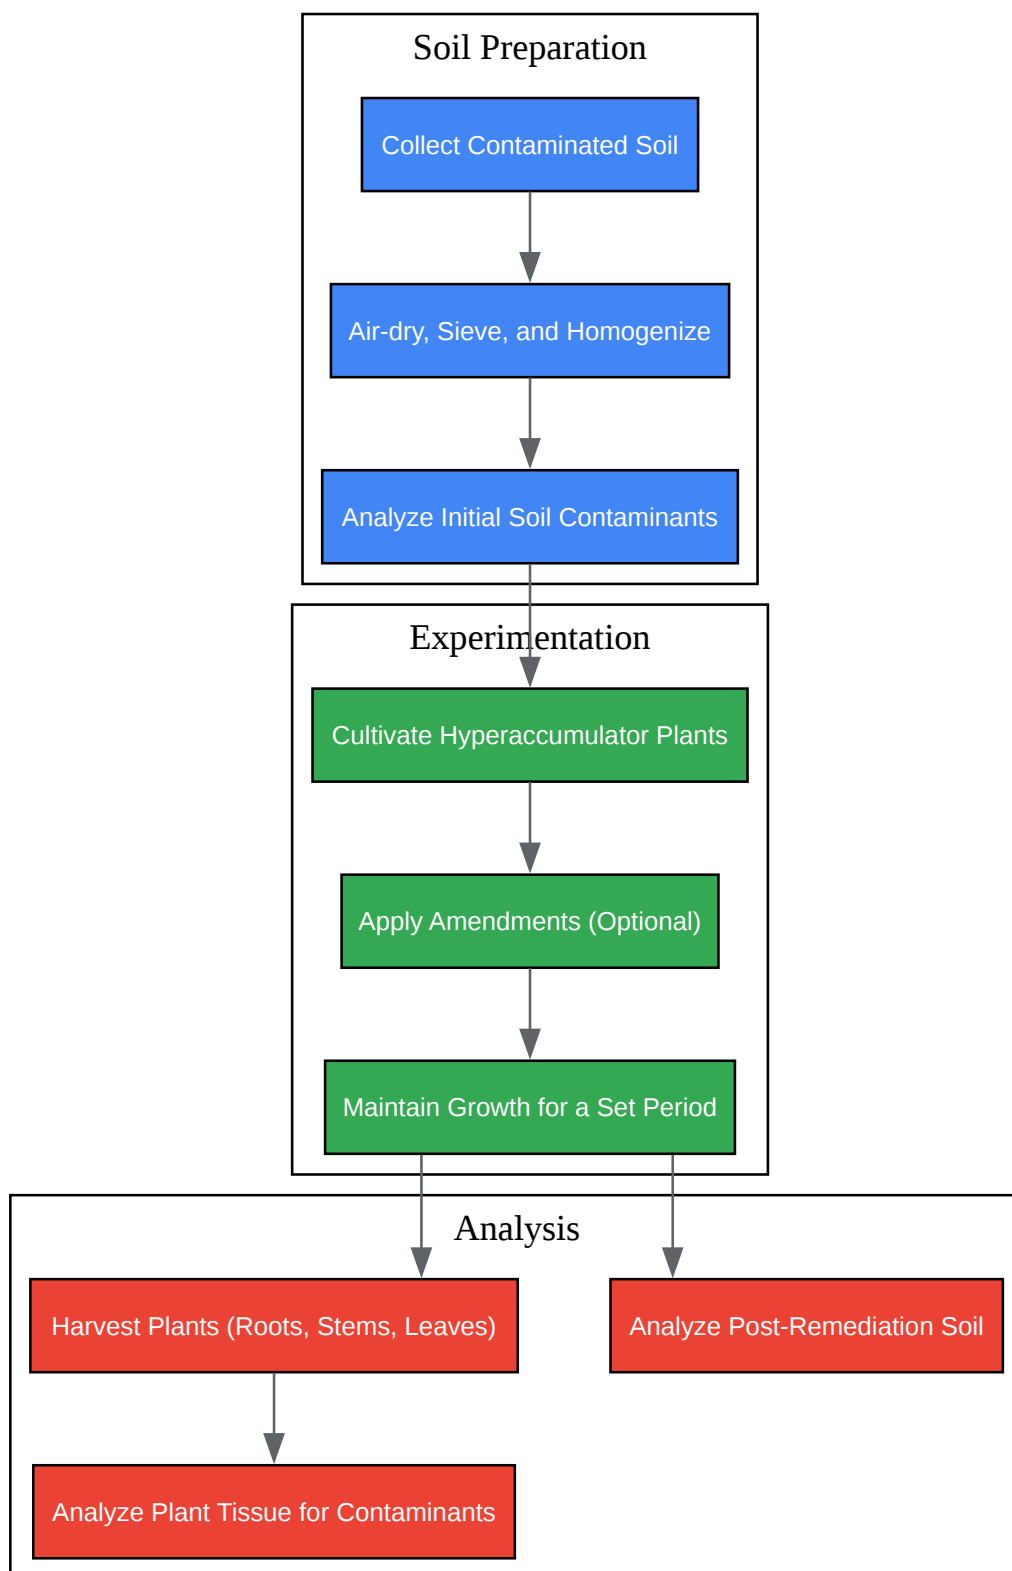 Soil Preparation
Collect Contaminated Soil
Air-dry, Sieve, and Homogenize
Analyze Initial Soil Contaminants
Experimentation
Cultivate Hyperaccumulator Plants
Apply Amendments (Optional)
Maintain Growth for a Set Period
Analysis
Harvest Plants (Roots, Stems, Leaves)
Analyze Post-Remediation Soil
Analyze Plant Tissue for Contaminants